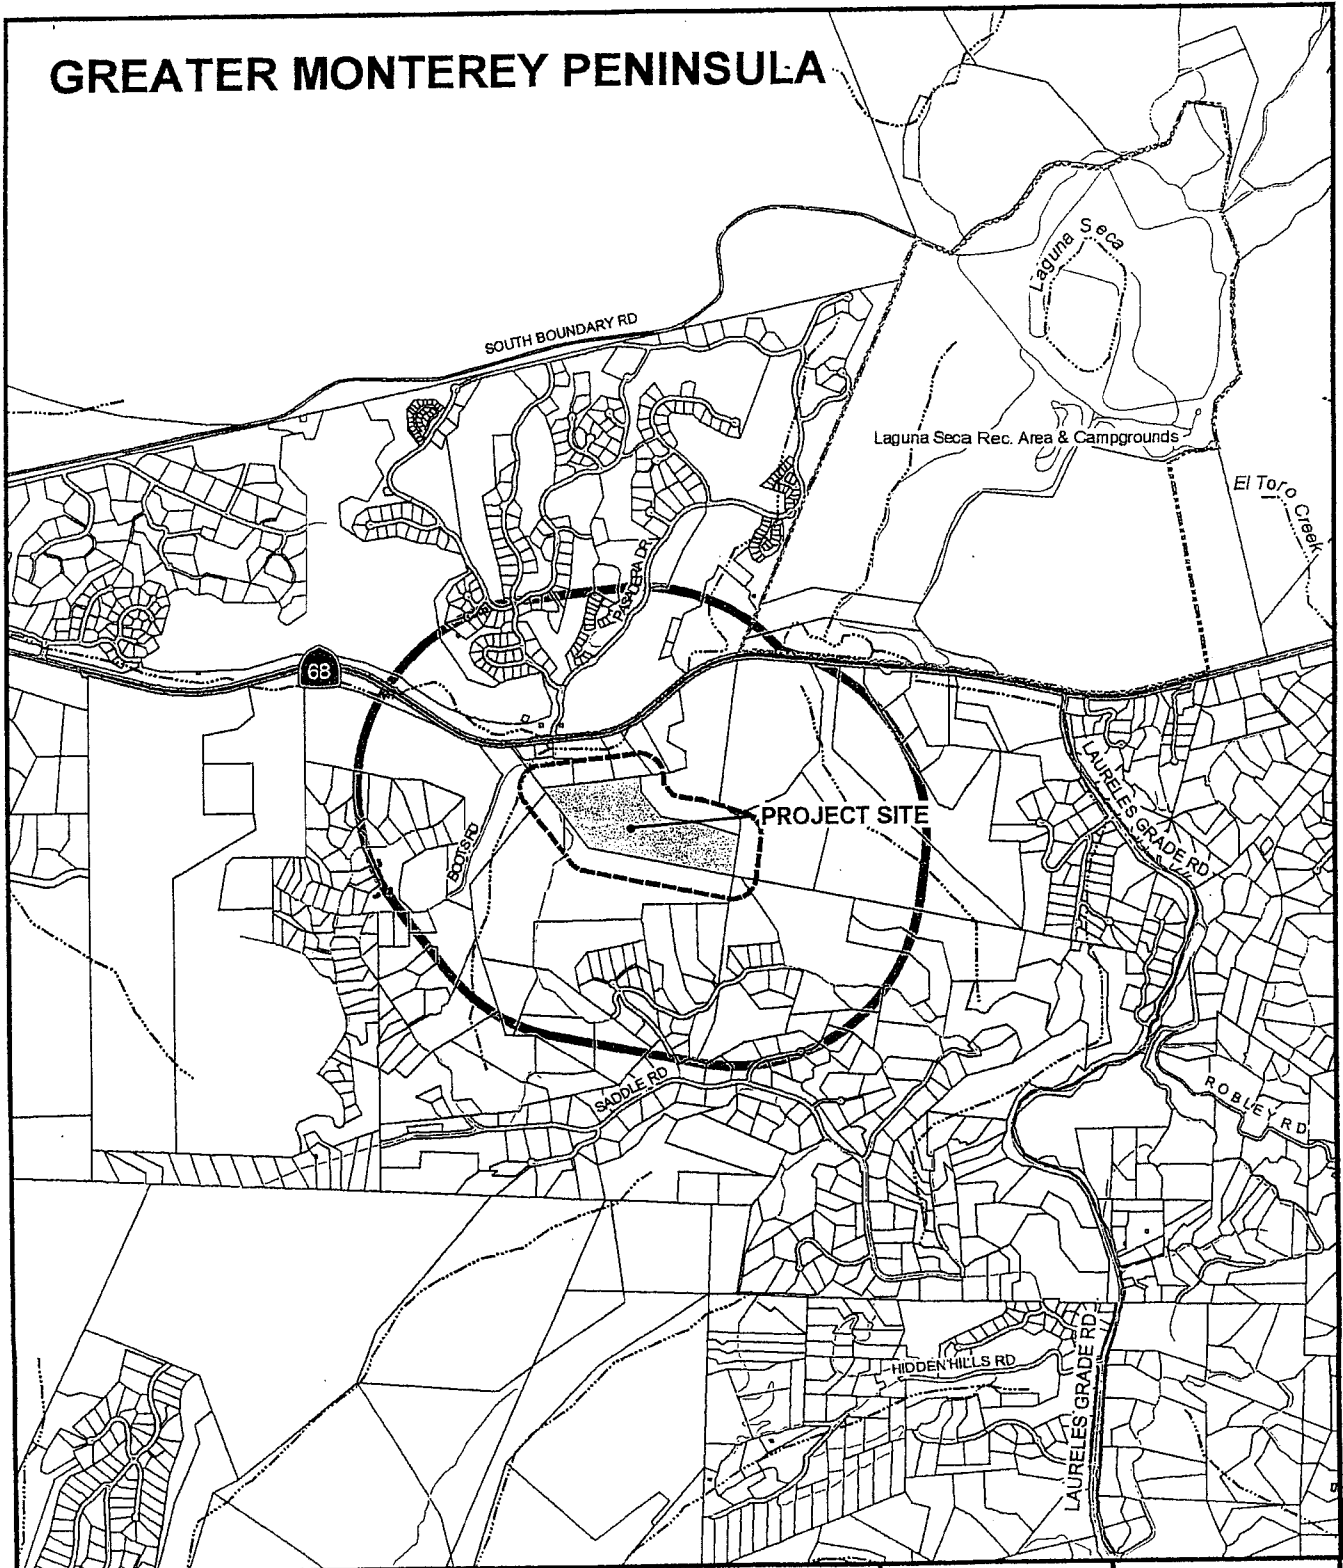 GREATER MONTEREY PENINSULA
Laguna Seca
SOUTH BOUNDARY RD
Laguna Seca Rec. Area & Campgrounds
El Toro Creek
PASADERA DR
68
LAURELES GRADE RD
PROJECT SITE
BOTS RD
SADDLE RD
ROBLEY RD
HIDDEN HILLS RD
LAURELES GRADE RD